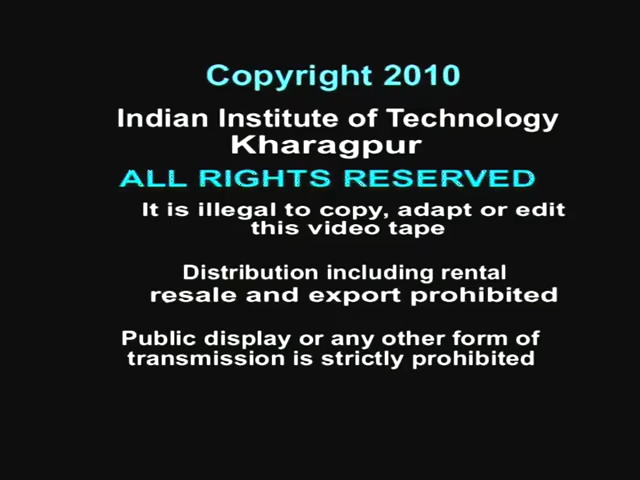 Copyright 2010
Indian Institute of Technology
Kharagpur
ALL RIGHTS RESERVED
It is illegal to copy, adapt or edit
this video tape
Distribution including rental
resale and export prohibited
Public display or any other form of
transmission is strictly prohibited